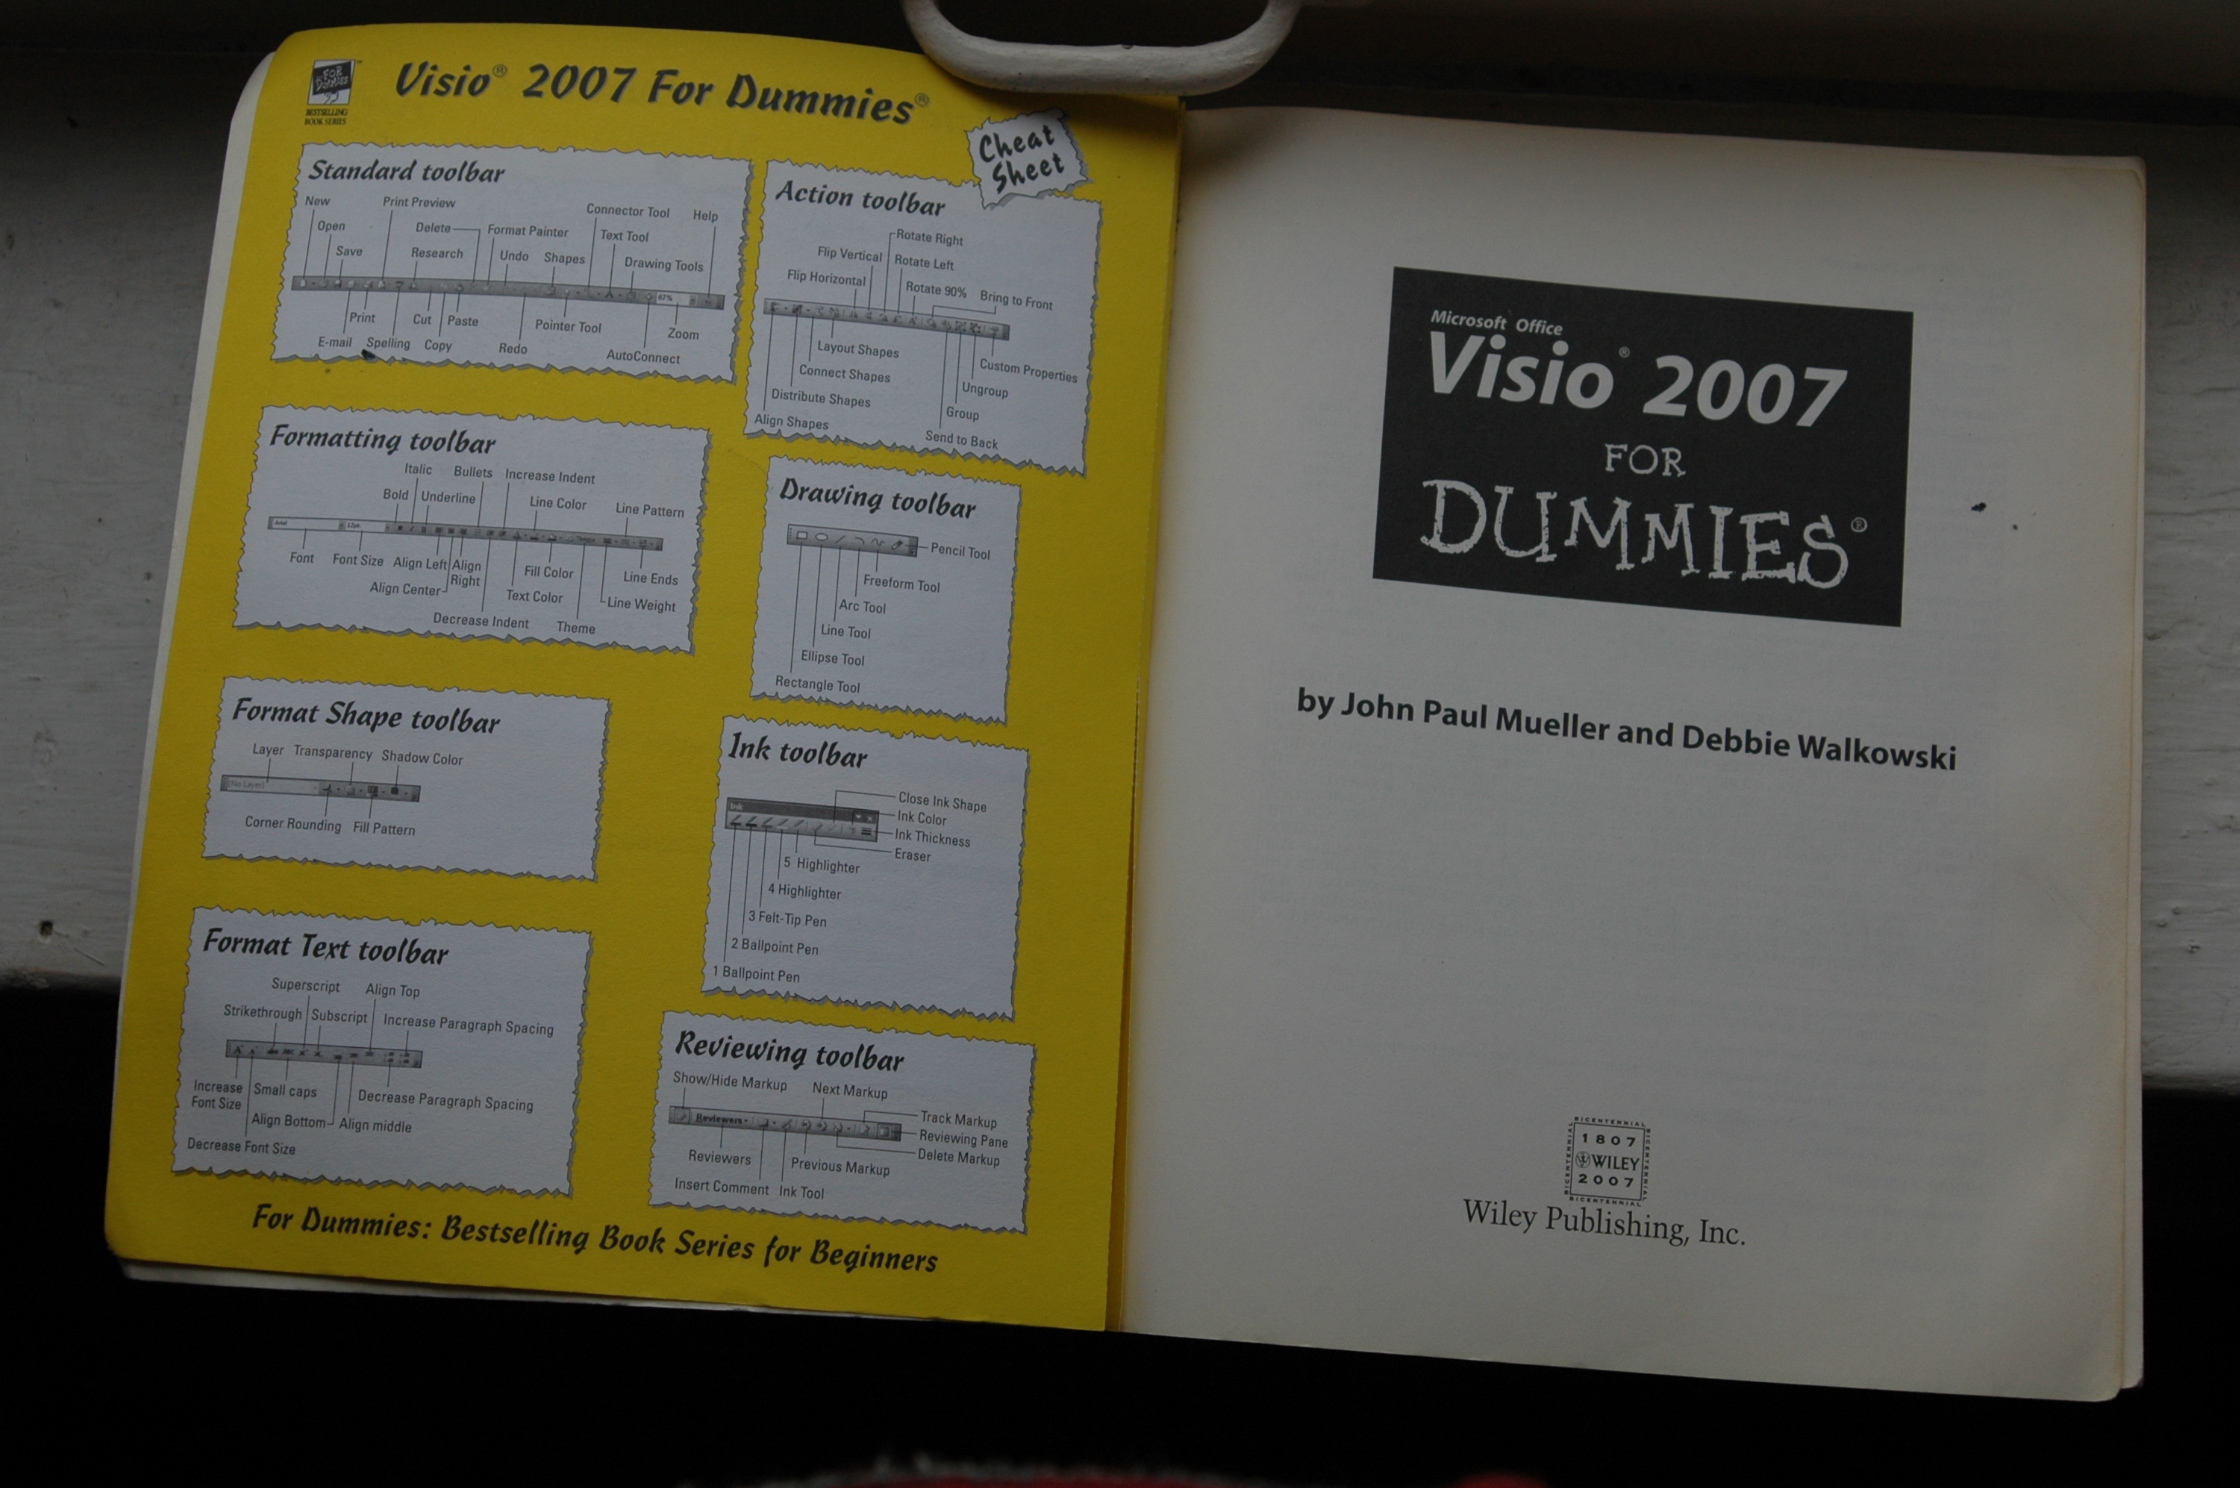 FOR
DUMMIES
BESTSELLING
BOOK SERIES
Visio® 2007 For Dummies®
Cheat
Sheet
Standard toolbar
New
Print Preview
Connector Tool
Help
Open
Delete
Format Painter
Text Tool
Save
Research
Undo
Shapes
Drawing Tools
67%
Print
Cut
Paste
Pointer Tool
Zoom
E-mail
Spelling
Copy
Redo
AutoConnect
Action toolbar
Rotate Right
Flip Vertical
Rotate Left
Flip Horizontal
Rotate 90%
Bring to Front
Layout Shapes
Connect Shapes
Custom Properties
Distribute Shapes
Ungroup
Align Shapes
Group
Send to Back
Formatting toolbar
Italic
Bullets
Increase Indent
Bold
Underline
Line Color
Line Pattern
Arial
12pt.
Theme
Font
Font Size
Align Left
Align
Right
Fill Color
Line Ends
Align Center
Text Color
Line Weight
Decrease Indent
Theme
Drawing toolbar
Pencil Tool
Freeform Tool
Arc Tool
Line Tool
Ellipse Tool
Rectangle Tool
Format Shape toolbar
Layer
Transparency
Shadow Color
(No Layer)
Corner Rounding
Fill Pattern
Ink toolbar
Ink
Close Ink Shape
Ink Color
Ink Thickness
Eraser
5 Highlighter
4 Highlighter
3 Felt-Tip Pen
2 Ballpoint Pen
1 Ballpoint Pen
Format Text toolbar
Superscript
Align Top
Strikethrough
Subscript
Increase Paragraph Spacing
Increase
Font Size
Small caps
Decrease Paragraph Spacing
Align Bottom
Align middle
Decrease Font Size
Reviewing toolbar
Show/Hide Markup
Next Markup
Track Markup
Reviewers
Reviewing Pane
Delete Markup
Reviewers
Previous Markup
Insert Comment
Ink Tool
For Dummies: Bestselling Book Series for Beginners
Microsoft Office
Visio® 2007
FOR
DUMMIES®
by John Paul Mueller and Debbie Walkowski
BICENTENNIAL
BICENTENNIAL
1807
WILEY
2007
BICENTENNIAL
BICENTENNIAL
Wiley Publishing, Inc.